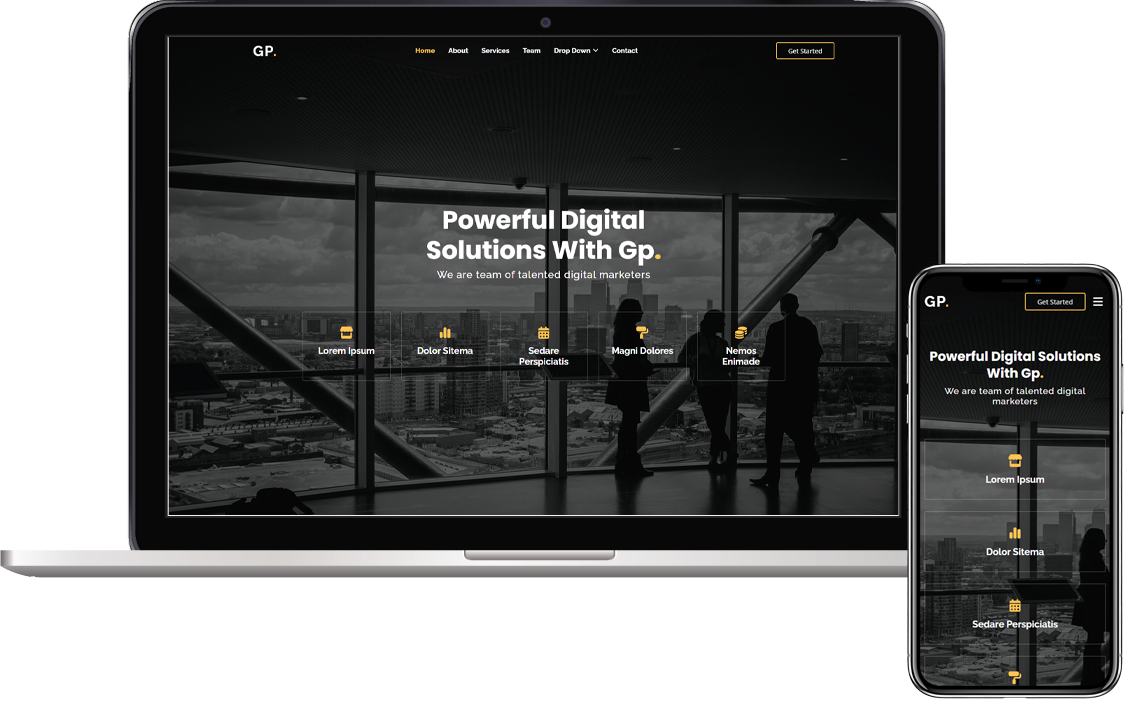 GP.
Home About Services Team Drop Down Contact
Get Started
Powerful Digital
Solutions With Gp.
We are team of talented digital marketers
Lorem Ipsum
Dolor Sitema
Sedare
Perspiciatis
Magni Dolores
Nemos
Enimade
GP.
Get Started
Powerful Digital Solutions
With Gp.
We are team of talented digital
marketers
Lorem Ipsum
Dolor Sitema
Sedare Perspiciatis